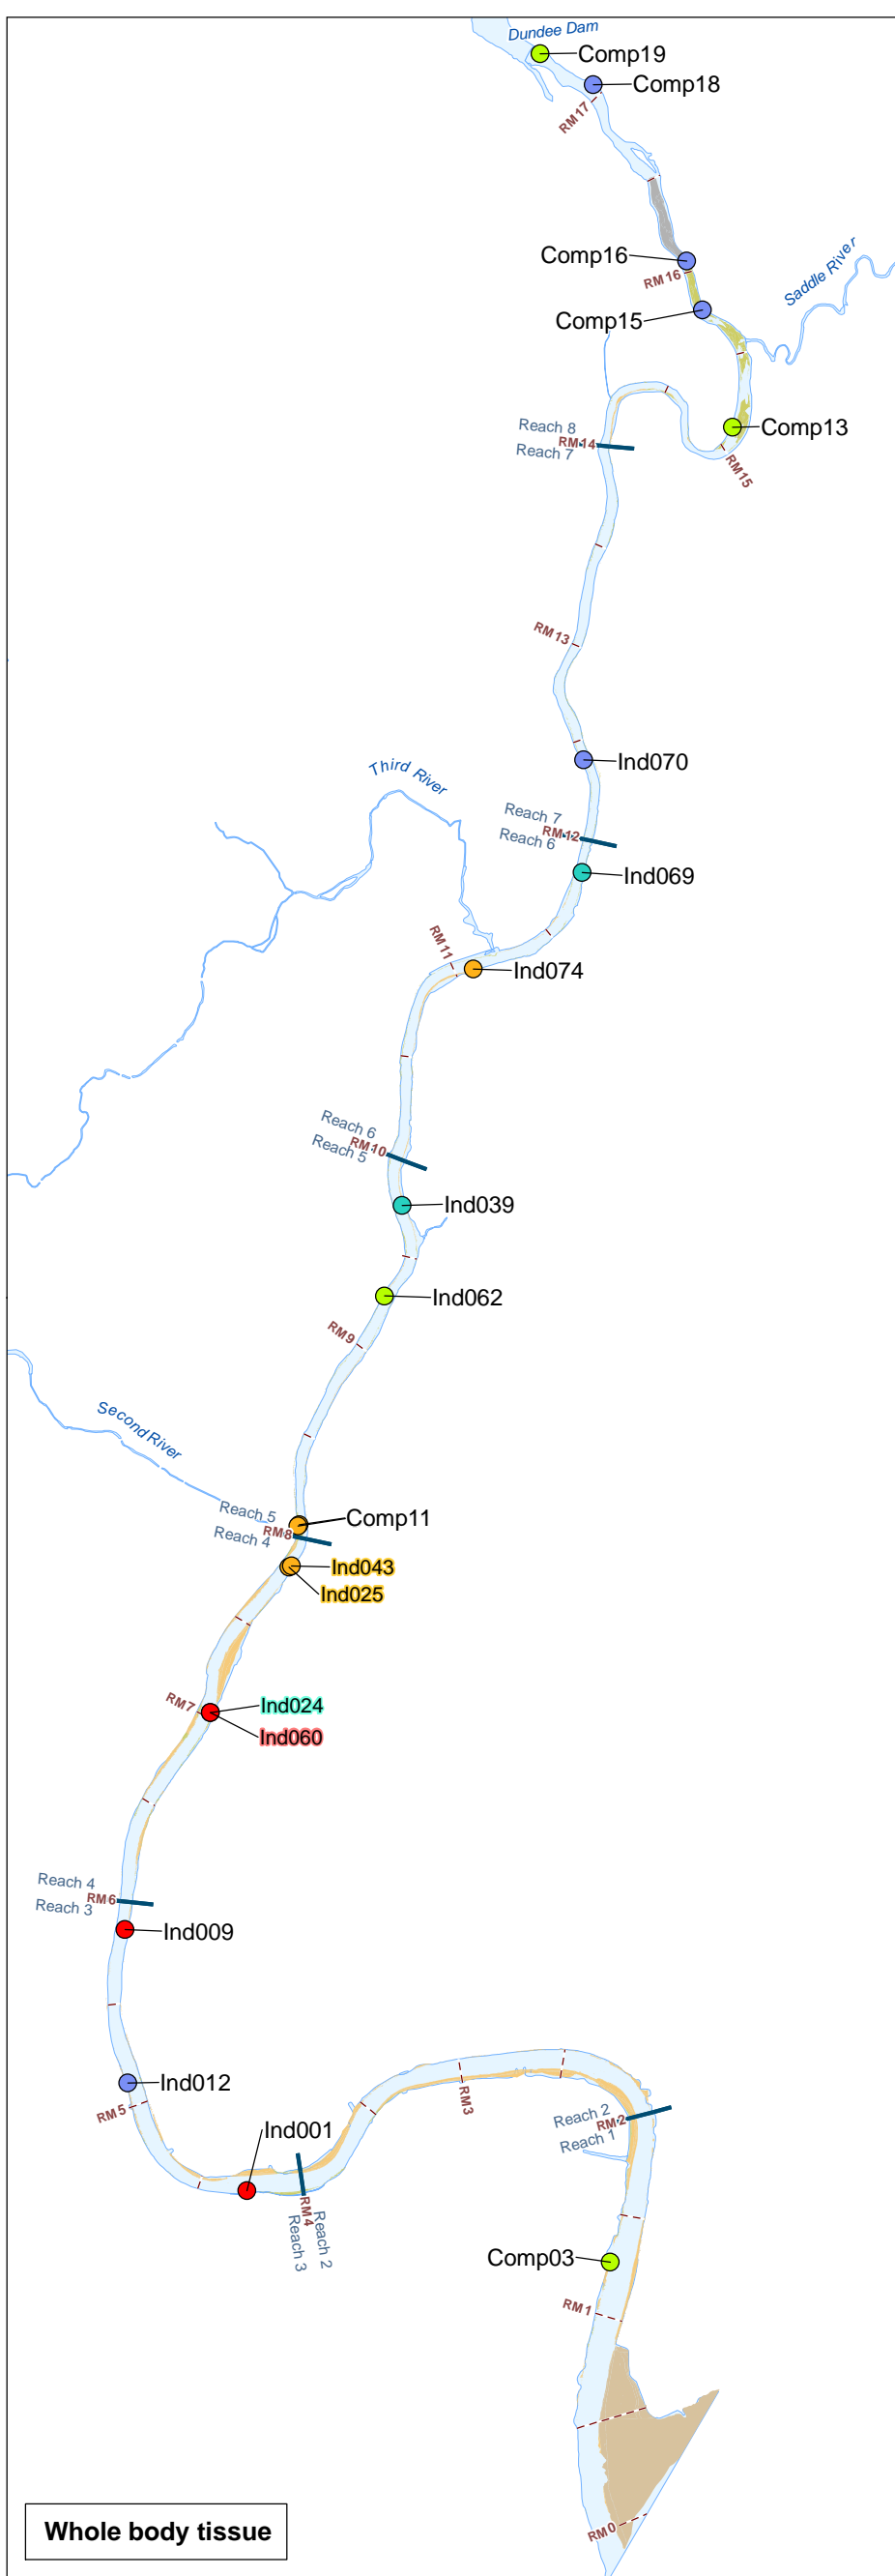 Dundee Dam
Comp19
Comp18
RM17
Comp16
RM16
Saddle River
Comp15
Comp13
Reach 8
RM14
Reach 7
RM15
RM13
Ind070
Third River
Reach 7
RM12
Reach 6
Ind069
RM11
Ind074
Reach 6
RM10
Reach 5
Ind039
Ind062
RM9
Second River
Reach 5
Comp11
RM8
Reach 4
Ind043
Ind025
RM7
Ind024
Ind060
Reach 4
RM6
Reach 3
Ind009
Ind012
RM5
RM3
Reach 2
RM2
Reach 1
Ind001
RM4
Reach 2
Reach 3
Comp03
RM1
RM0
Whole body tissue